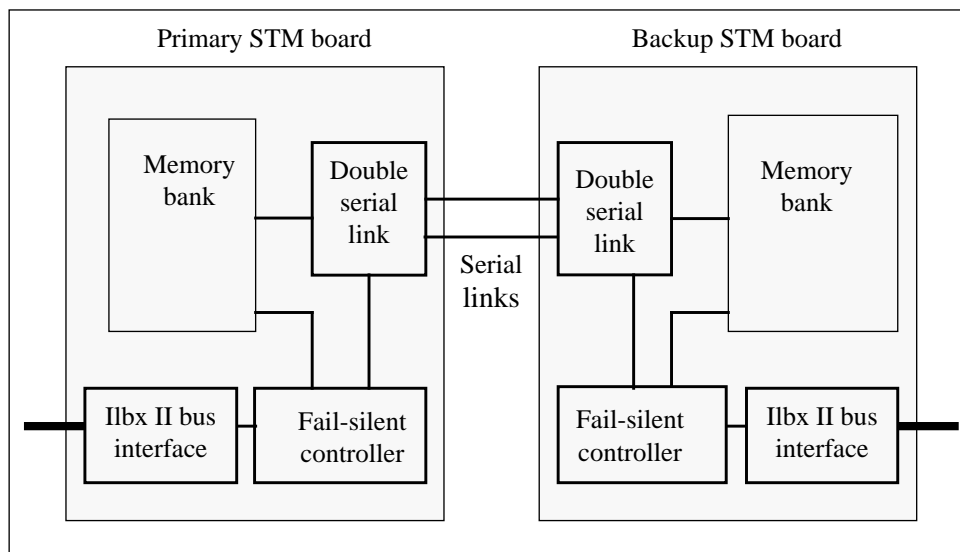 Primary STM board
Backup STM board
Memory
bank
Double
serial
link
Serial
links
Double
serial
link
Memory
bank
Ilbx II bus
interface
Fail-silent
controller
Fail-silent
controller
Ilbx II bus
interface